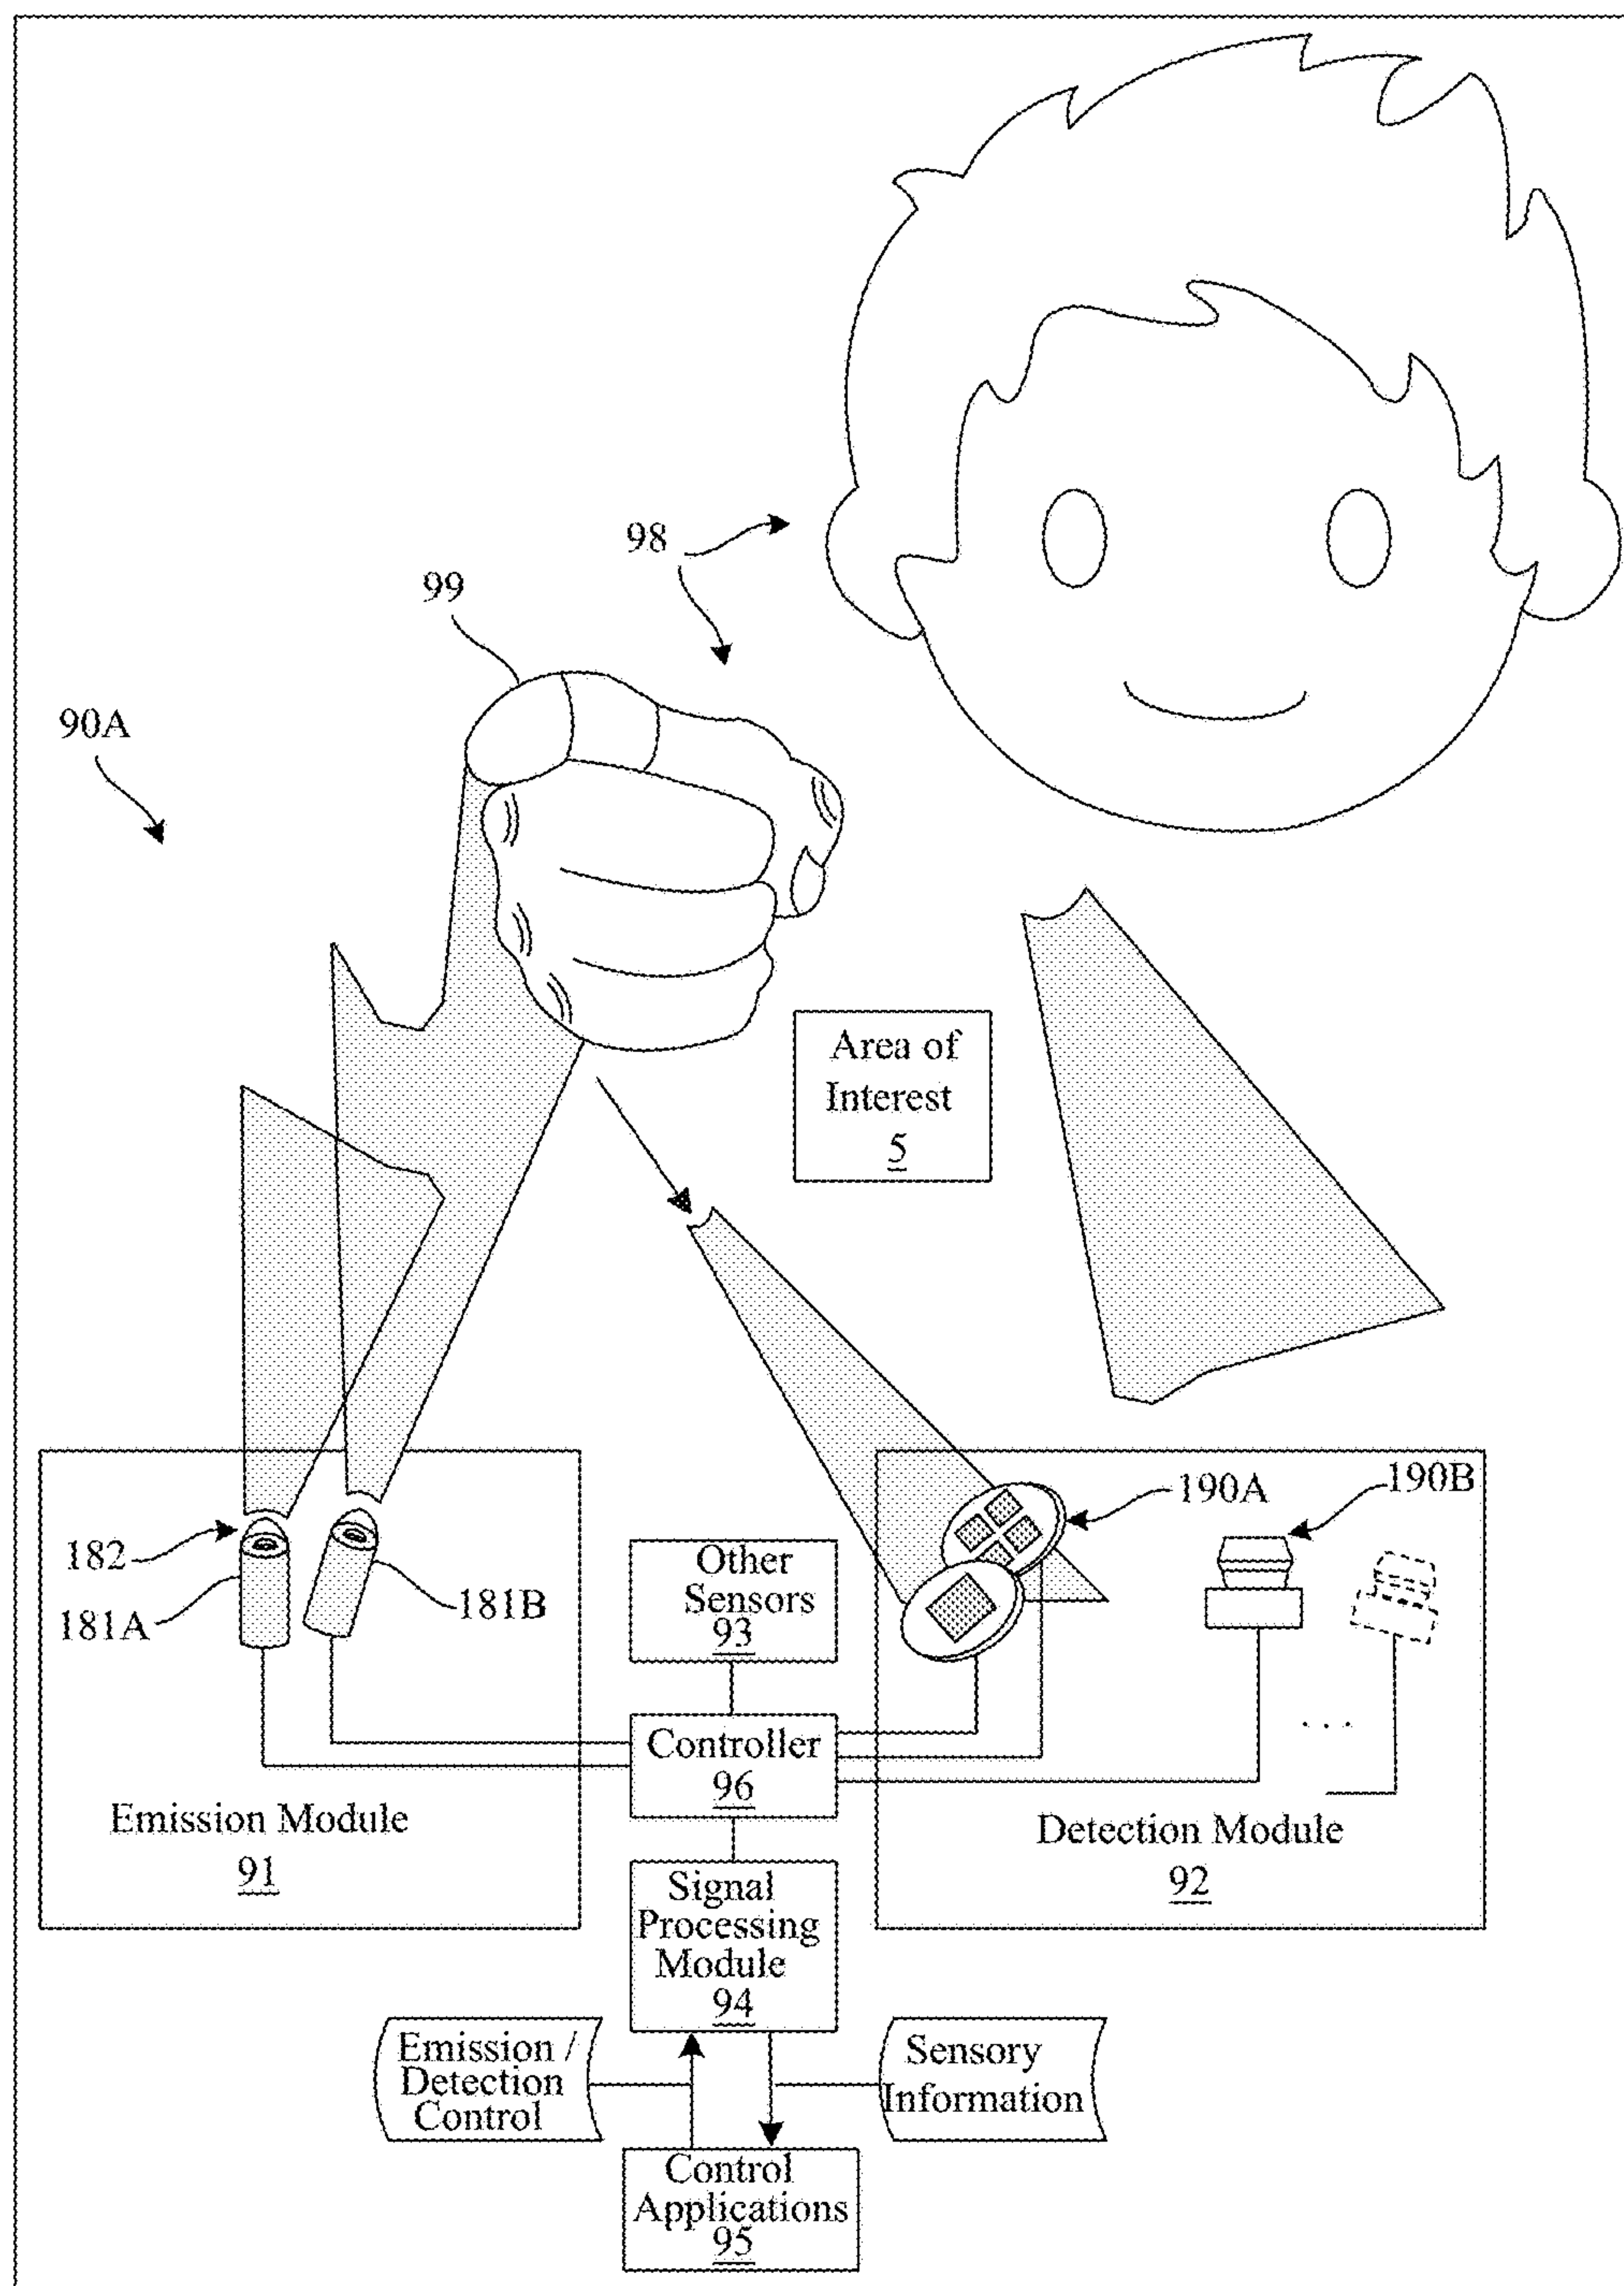 98
99
90A
Area of
Interest
5
190A
190B
182
181A
181B
Other
Sensors
93
Controller
96
Emission Module
91
Detection Module
92
. . .
Signal
Processing
Module
94
Emission /
Detection
Control
Sensory
Information
Control
Applications
95